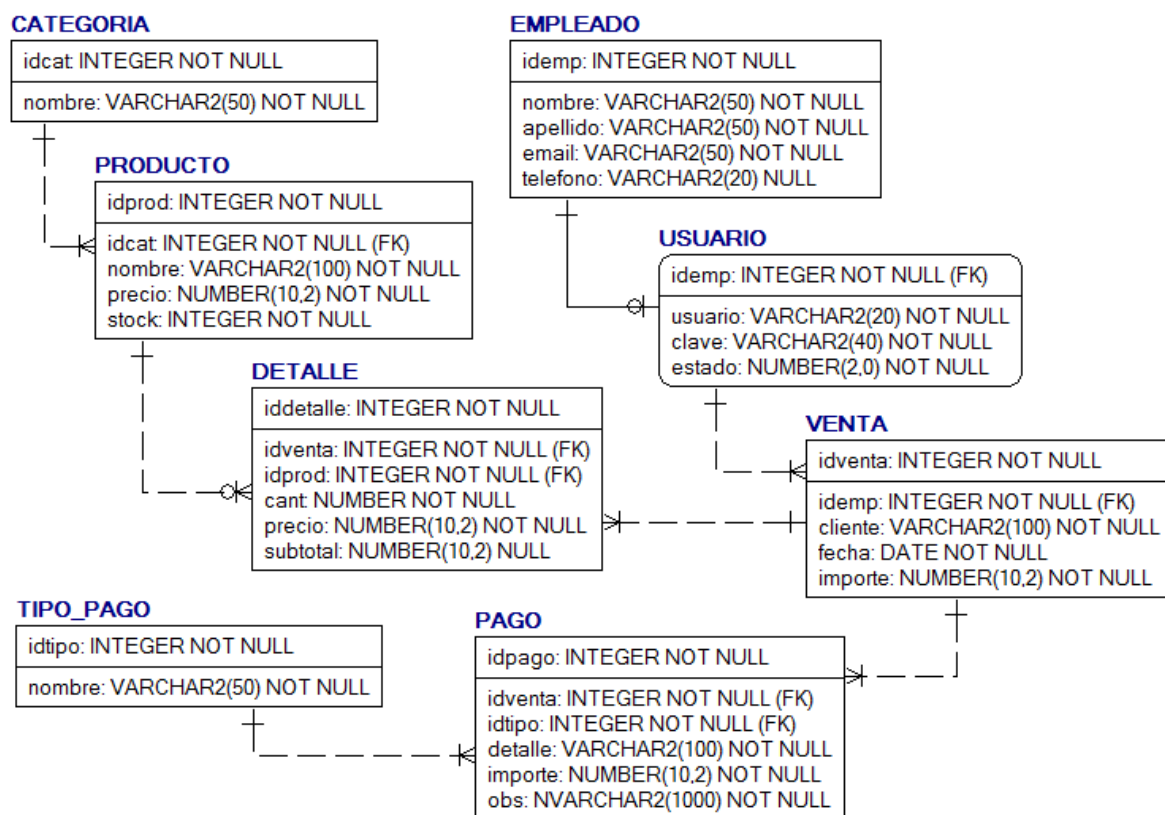 CATEGORIA
idcat: INTEGER NOT NULL
nombre: VARCHAR2(50) NOT NULL
EMPLEADO
idemp: INTEGER NOT NULL
nombre: VARCHAR2(50) NOT NULL
apellido: VARCHAR2(50) NOT NULL
email: VARCHAR2(50) NOT NULL
telefono: VARCHAR2(20) NULL
PRODUCTO
idprod: INTEGER NOT NULL
idcat: INTEGER NOT NULL (FK)
nombre: VARCHAR2(100) NOT NULL
precio: NUMBER(10,2) NOT NULL
stock: INTEGER NOT NULL
USUARIO
idemp: INTEGER NOT NULL (FK)
usuario: VARCHAR2(20) NOT NULL
clave: VARCHAR2(40) NOT NULL
estado: NUMBER(2,0) NOT NULL
DETALLE
iddetalle: INTEGER NOT NULL
idventa: INTEGER NOT NULL (FK)
idprod: INTEGER NOT NULL (FK)
cant: NUMBER NOT NULL
precio: NUMBER(10,2) NOT NULL
subtotal: NUMBER(10,2) NULL
VENTA
idventa: INTEGER NOT NULL
idemp: INTEGER NOT NULL (FK)
cliente: VARCHAR2(100) NOT NULL
fecha: DATE NOT NULL
importe: NUMBER(10,2) NOT NULL
TIPO_PAGO
idtipo: INTEGER NOT NULL
nombre: VARCHAR2(50) NOT NULL
PAGO
idpago: INTEGER NOT NULL
idventa: INTEGER NOT NULL (FK)
idtipo: INTEGER NOT NULL (FK)
detalle: VARCHAR2(100) NOT NULL
importe: NUMBER(10,2) NOT NULL
obs: NVARCHAR2(1000) NOT NULL